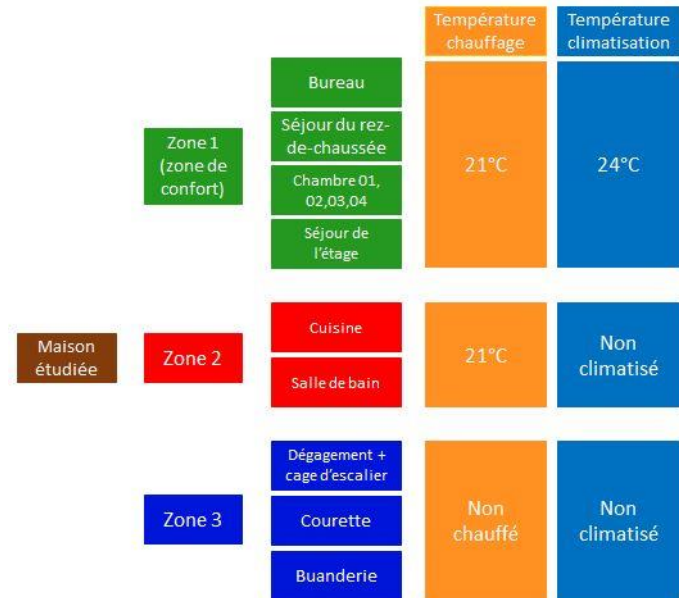 Température
chauffage
Température
climatisation
Bureau
Séjour du rez-
de-chaussée
Chambre 01,
02,03,04
Séjour de
l'étage
Zone 1
(zone de
confort)
21°C
24°C
Maison
étudiée
Zone 2
Cuisine
Salle de bain
21°C
Non
climatisé
Zone 3
Dégagement +
cage d'escalier
Courette
Buanderie
Non
chauffé
Non
climatisé